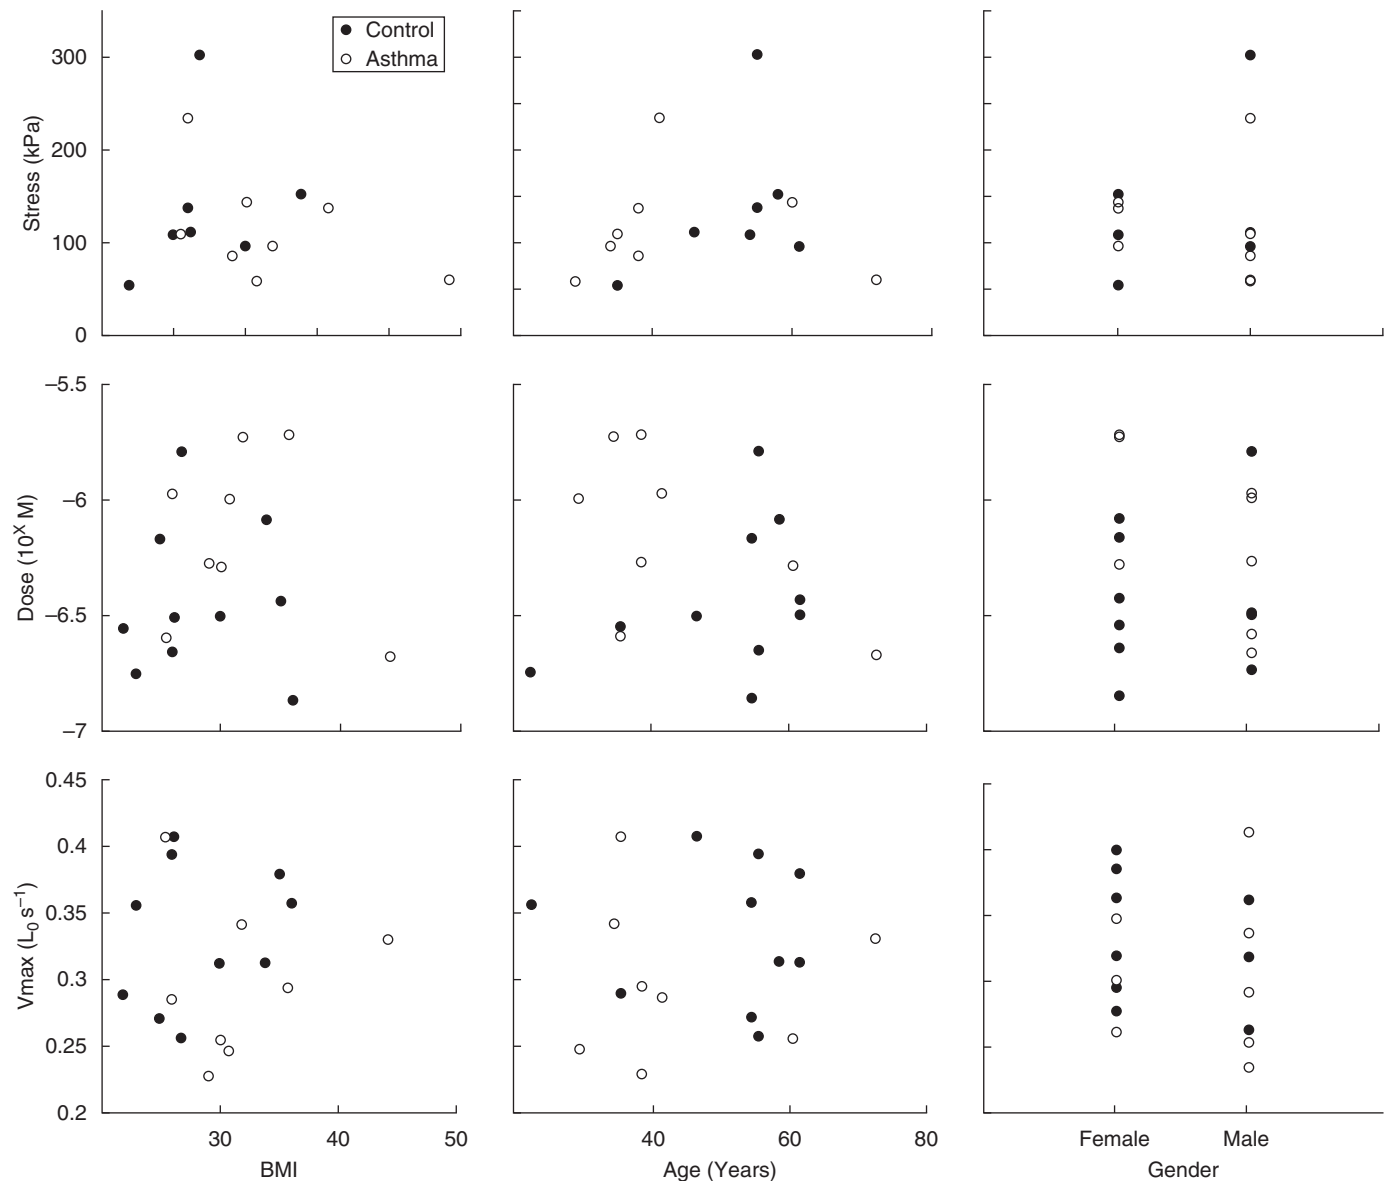 Control
Asthma
300
200
100
0
Stress (kPa)
–5.5
–6
–6.5
–7
Dose (10^X M)
0.45
0.4
0.35
0.3
0.25
0.2
Vmax (L₀ s⁻¹)
30 40 50
40 60 80
Female Male
BMI
Age (Years)
Gender